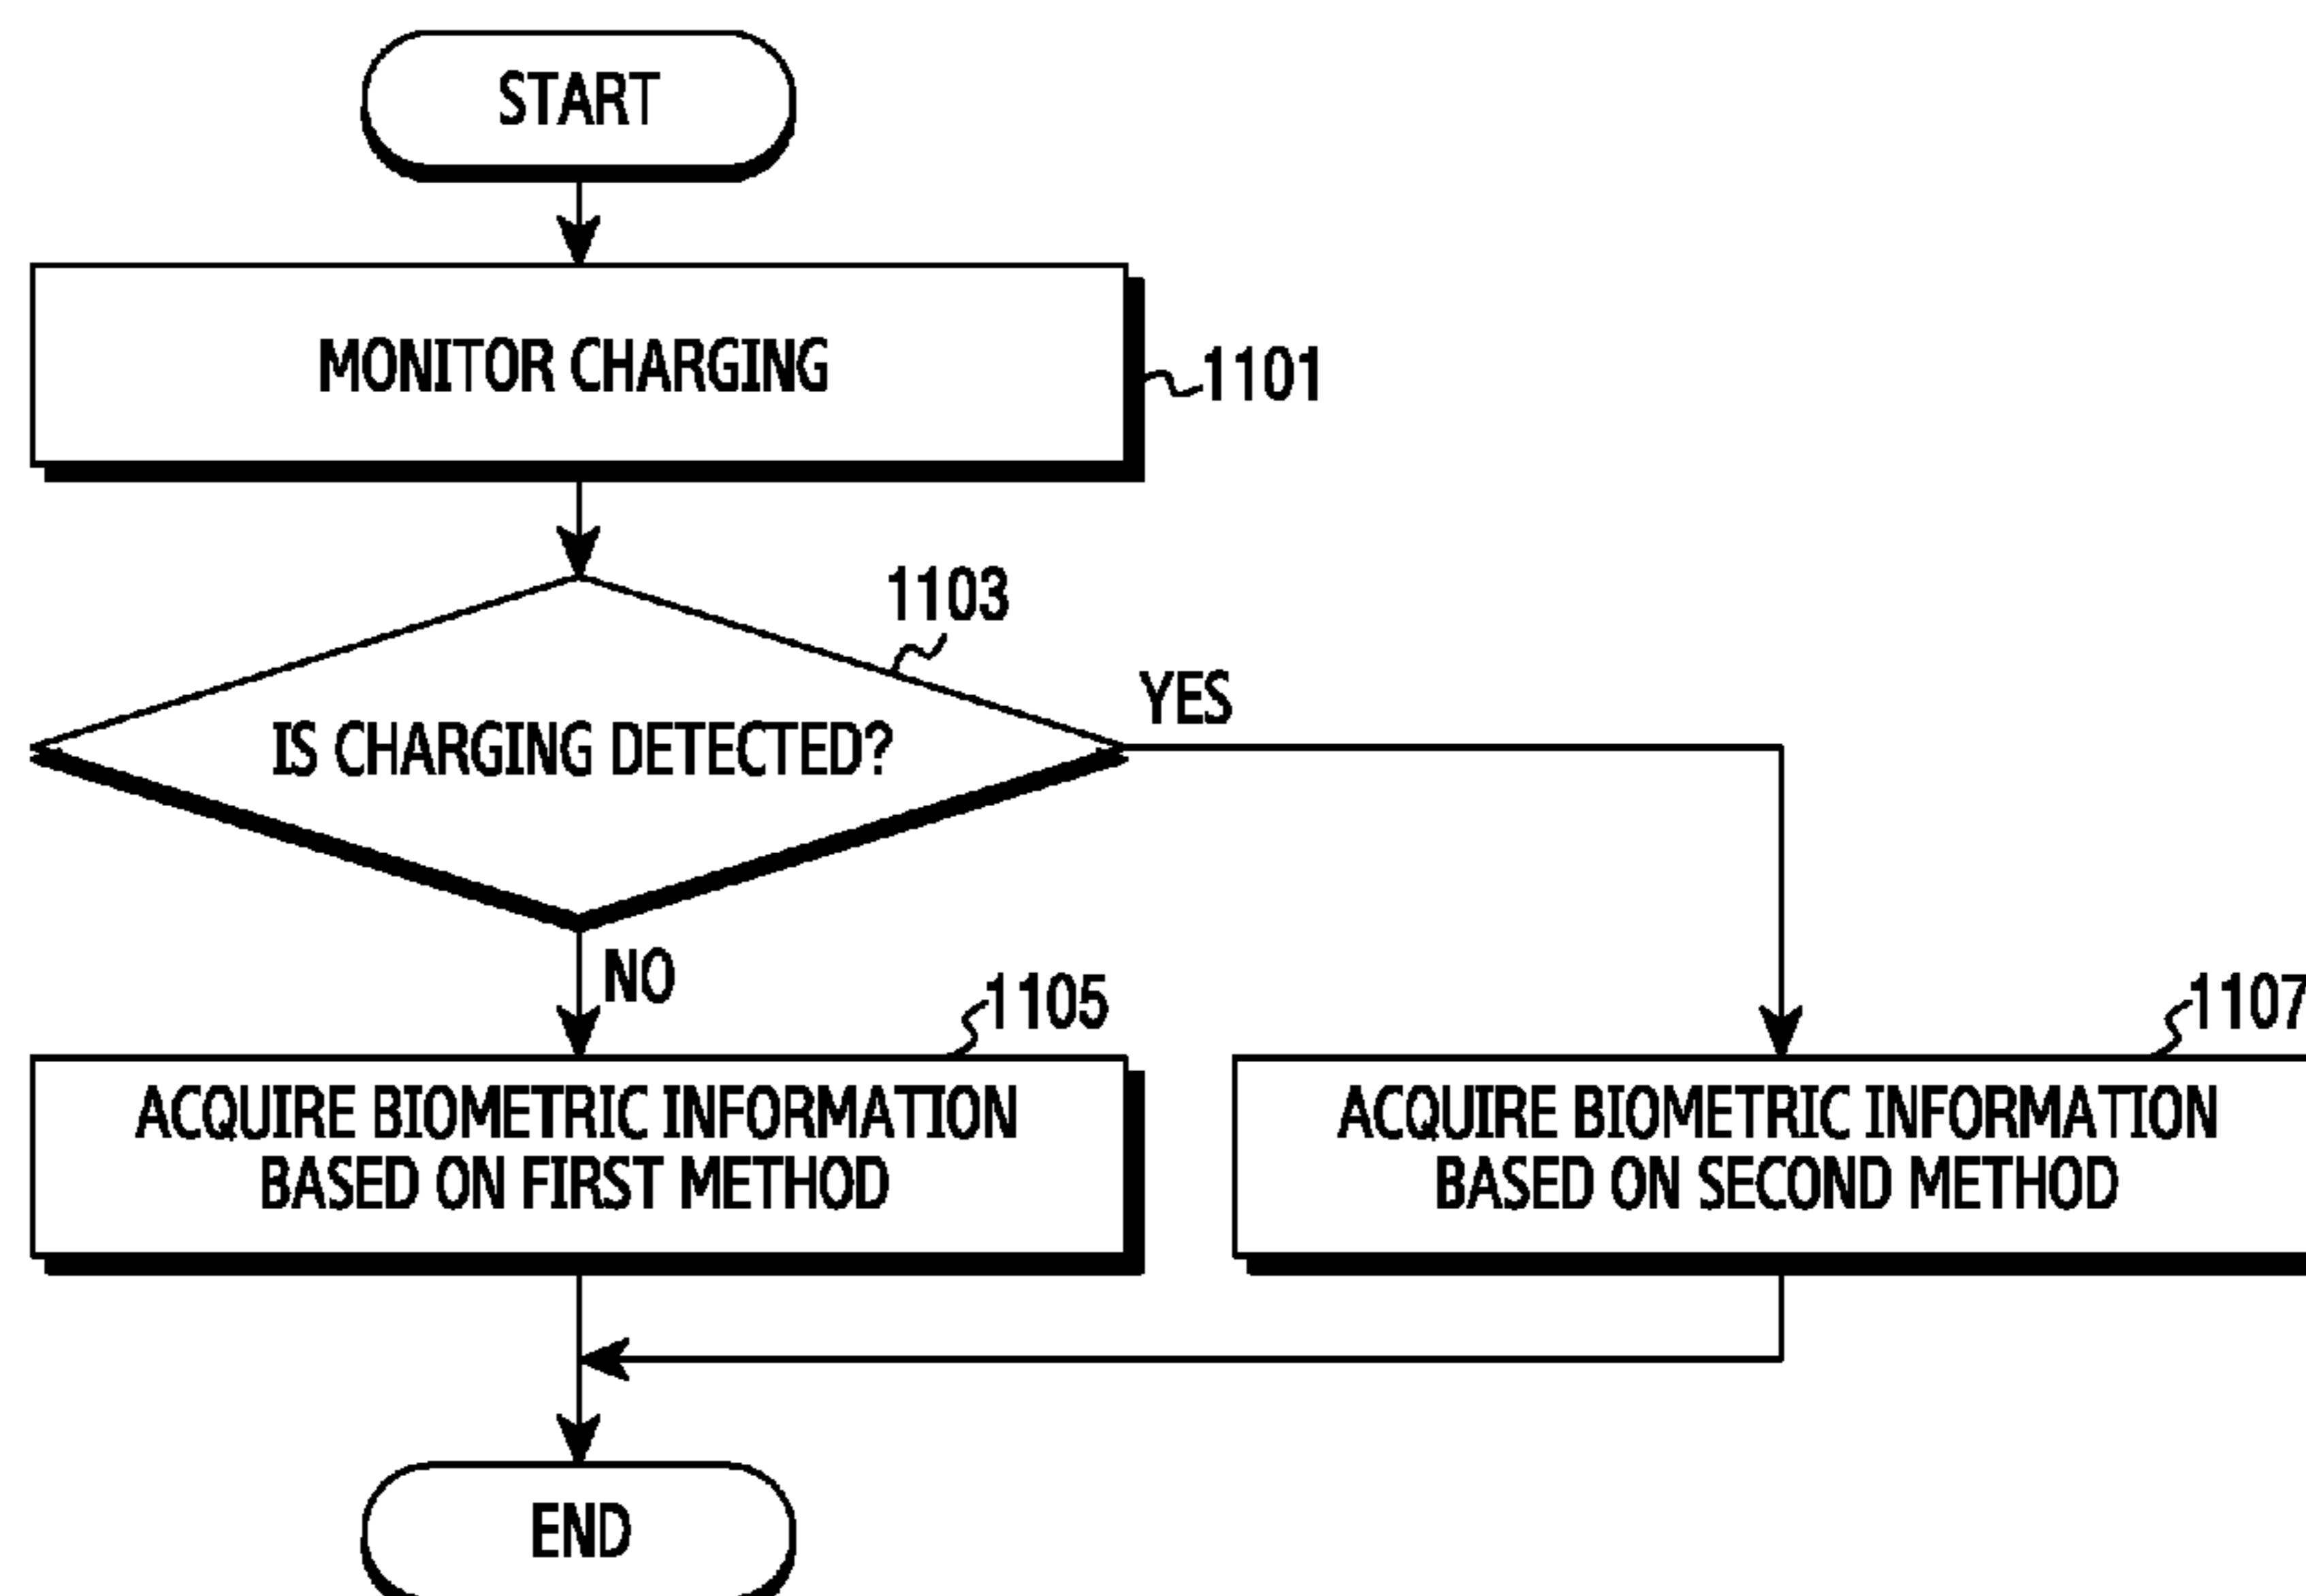 START
MONITOR CHARGING
1101
1103
IS CHARGING DETECTED?
YES
NO
1105
1107
ACQUIRE BIOMETRIC INFORMATION
BASED ON FIRST METHOD
ACQUIRE BIOMETRIC INFORMATION
BASED ON SECOND METHOD
END